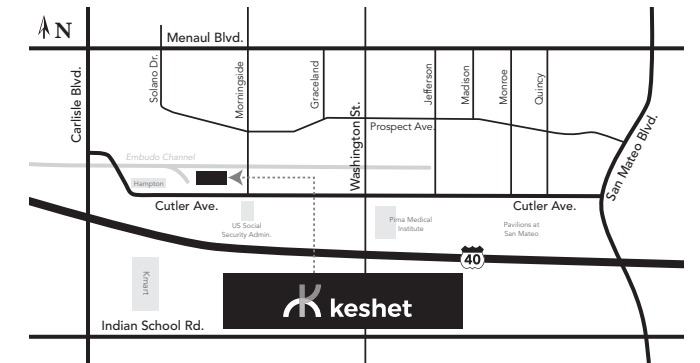 N
Menaul Blvd.
Carlisle Blvd.
Solano Dr.
Morningside
Graceland
Washington St.
Jefferson
Madison
Monroe
Quincy
San Mateo Blvd.
Prospect Ave.
Embudo Channel
Hampton
Cutler Ave.
Cutler Ave.
US Social
Security Admin.
Pima Medical
Institute
Pavilions at
San Mateo
40
Kmart
keshet
Indian School Rd.